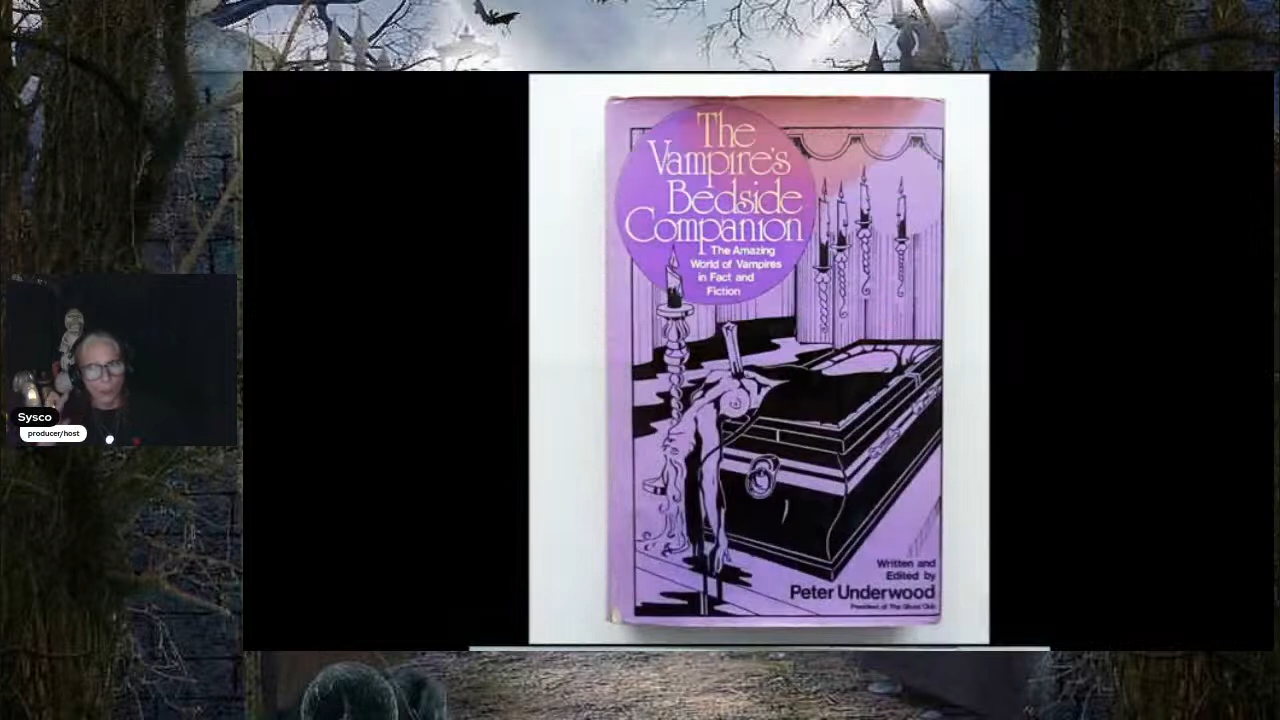 The
Vampire's
Bedside
Companion
The Amazing
World of Vampires
in Fact and
Fiction
Sysco
producer/host
Written and
Edited by
Peter Underwood
President of The Ghost Club